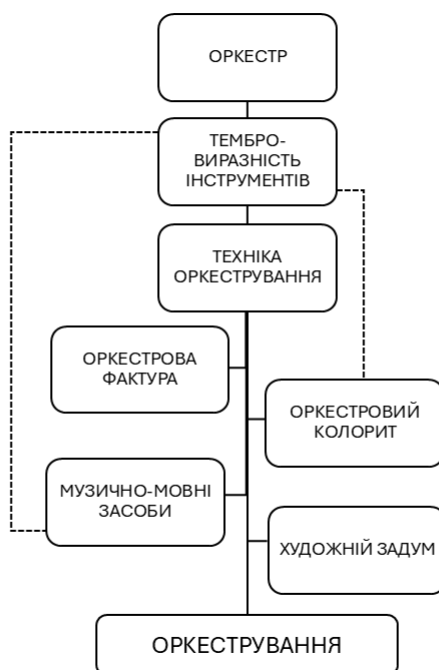 ОРКЕСТР
ТЕМБРО-
ВИРАЗНІСТЬ
ІНСТРУМЕНТІВ
ТЕХНІКА
ОРКЕСТРУВАННЯ
ОРКЕСТРОВА
ФАКТУРА
ОРКЕСТРОВИЙ
КОЛОРИТ
МУЗИЧНО-МОВНІ
ЗАСОБИ
ХУДОЖНІЙ ЗАДУМ
ОРКЕСТРУВАННЯ